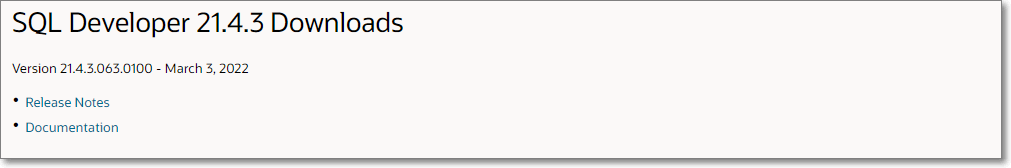 SQL Developer 21.4.3 Downloads
Version 21.4.3.063.0100 - March 3, 2022
• Release Notes
• Documentation